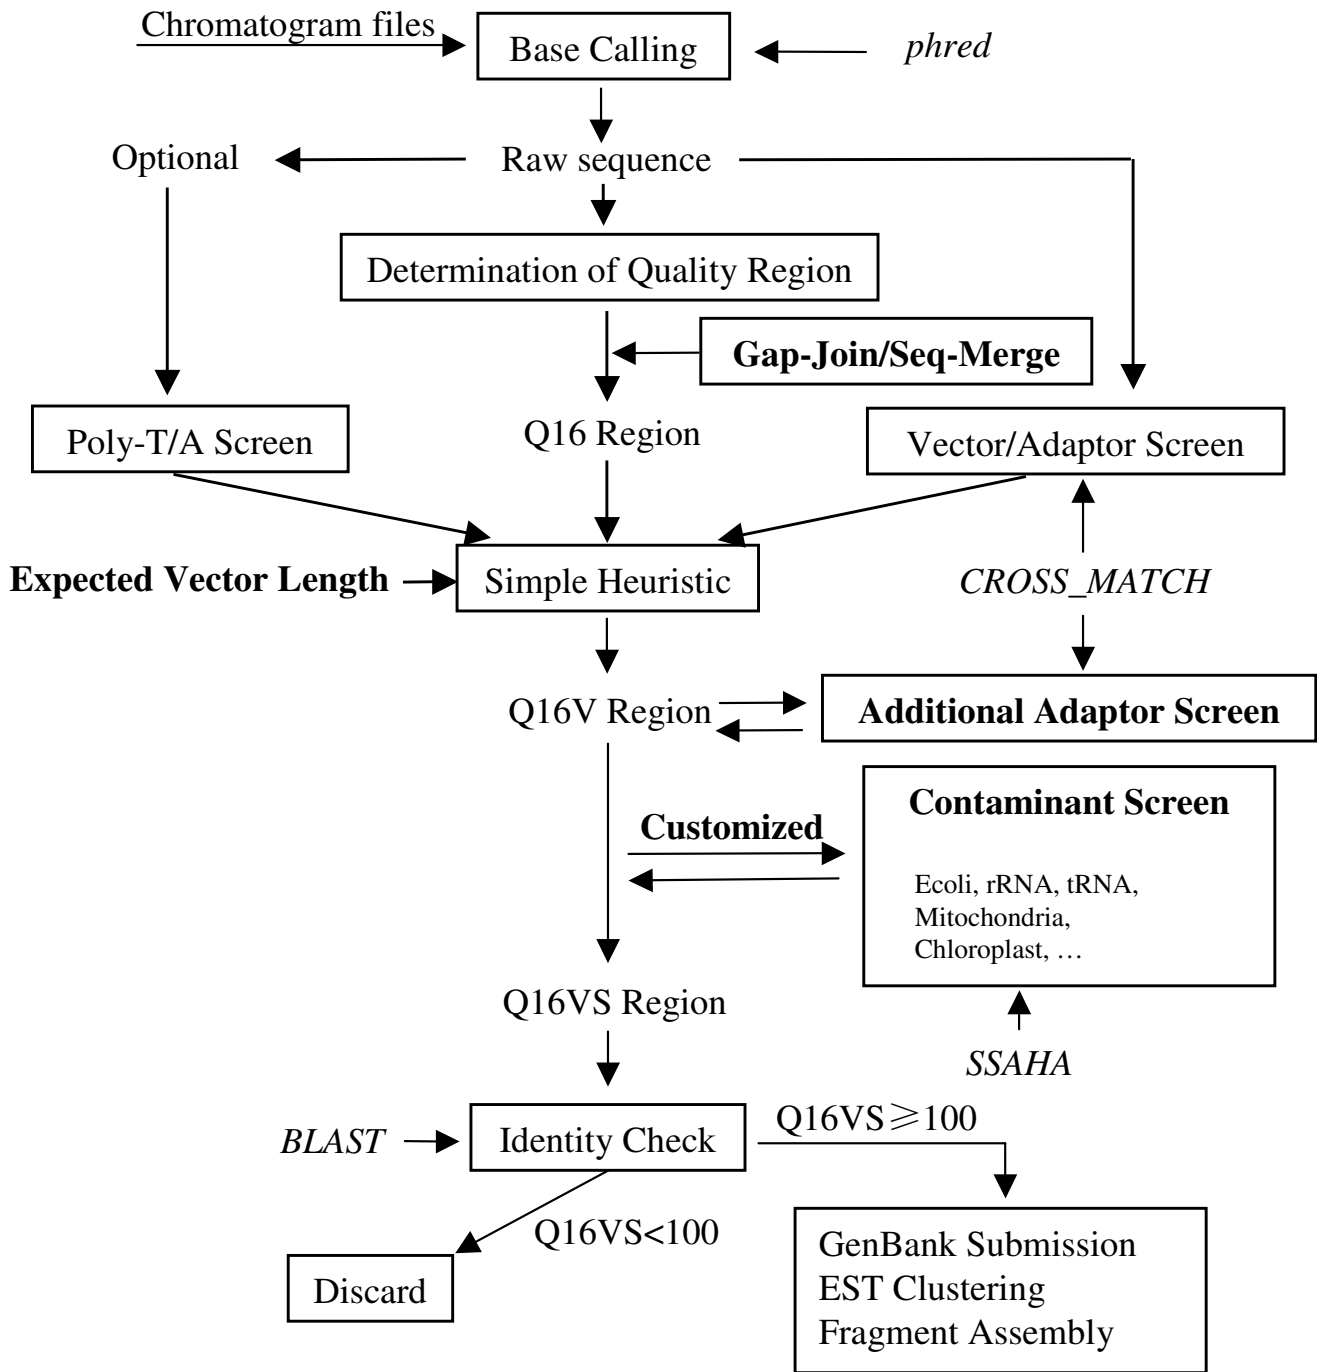 Chromatogram files
Base Calling
phred
Optional
Raw sequence
Determination of Quality Region
Gap-Join/Seq-Merge
Poly-T/A Screen
Q16 Region
Vector/Adaptor Screen
Expected Vector Length
Simple Heuristic
CROSS_MATCH
Q16V Region
Additional Adaptor Screen
Contaminant Screen
Customized
Ecoli, rRNA, tRNA,
Mitochondria,
Chloroplast, …
Q16VS Region
SSAHA
BLAST
Identity Check
Q16VS≥100
Q16VS<100
Discard
GenBank Submission
EST Clustering
Fragment Assembly